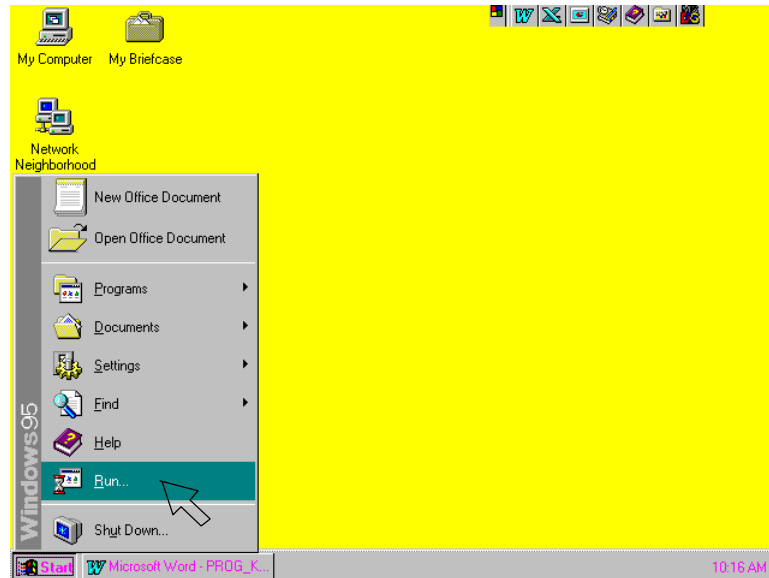 My Computer
My Briefcase
Network
Neighborhood
New Office Document
Open Office Document
Programs
Documents
Settings
Find
Help
Run...
Shut Down...
Windows95
Start
Microsoft Word - PROG_K...
10:16 AM